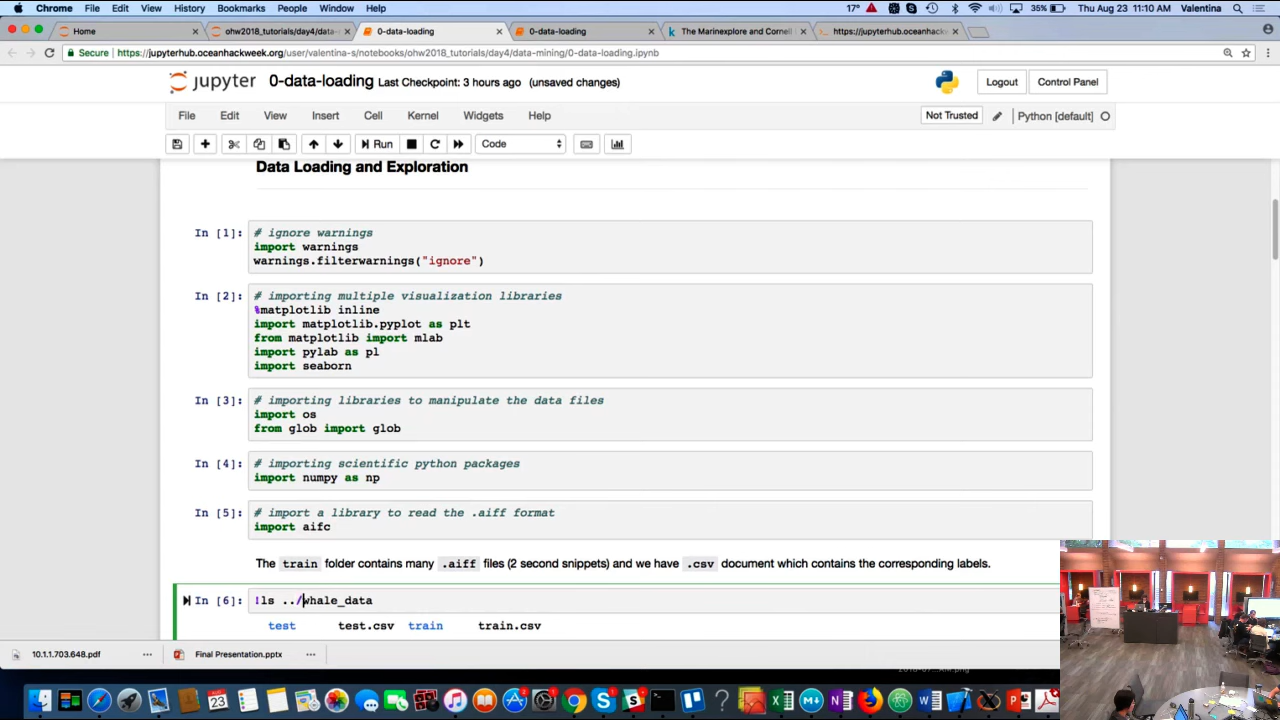 Chrome File Edit View History Bookmarks People Window Help 17° 35% Thu Aug 23 11:10 AM Valentina
Home ohw2018_tutorials/day4/data- 0-data-loading 0-data-loading The Marinexplore and Cornell https://jupyterhub.oceanhackwe
Secure https://jupyterhub.oceanhackweek.org/user/valentina-s/notebooks/ohw2018_tutorials/day4/data-mining/0-data-loading.ipynb
jupyter 0-data-loading Last Checkpoint: 3 hours ago (unsaved changes) Logout Control Panel
File Edit View Insert Cell Kernel Widgets Help Not Trusted Python [default]
Run Code
Data Loading and Exploration
In [1]: # ignore warnings
import warnings
warnings.filterwarnings("ignore")
In [2]: # importing multiple visualization libraries
%matplotlib inline
import matplotlib.pyplot as plt
from matplotlib import mlab
import pylab as pl
import seaborn
In [3]: # importing libraries to manipulate the data files
import os
from glob import glob
In [4]: # importing scientific python packages
import numpy as np
In [5]: # import a library to read the .aiff format
import aifc
The train folder contains many .aiff files (2 second snippets) and we have .csv document which contains the corresponding labels.
In [6]: !ls ../whale_data
test test.csv train train.csv
10.1.1.703.648.pdf Final Presentation.pptx